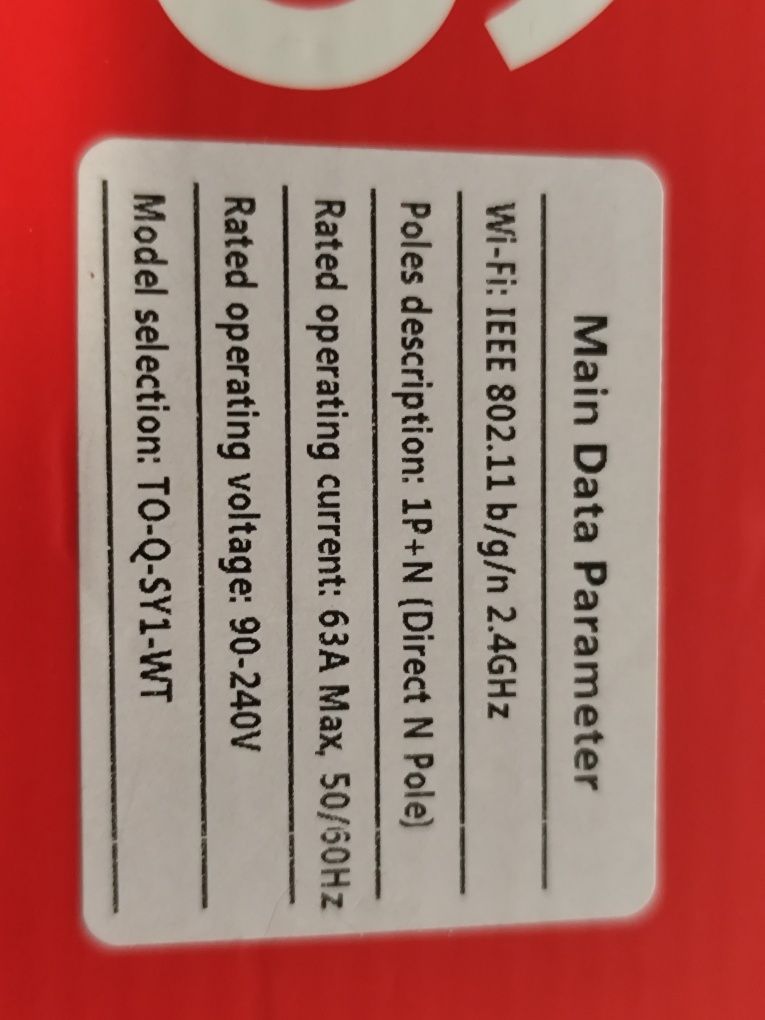 Main Data Parameter
Wi-Fi: IEEE 802.11 b/g/n 2.4GHz
Poles description: 1P+N (Direct N Pole)
Rated operating current: 63A Max, 50/60Hz
Rated operating voltage: 90-240V
Model selection: TO-Q-SY1-WT